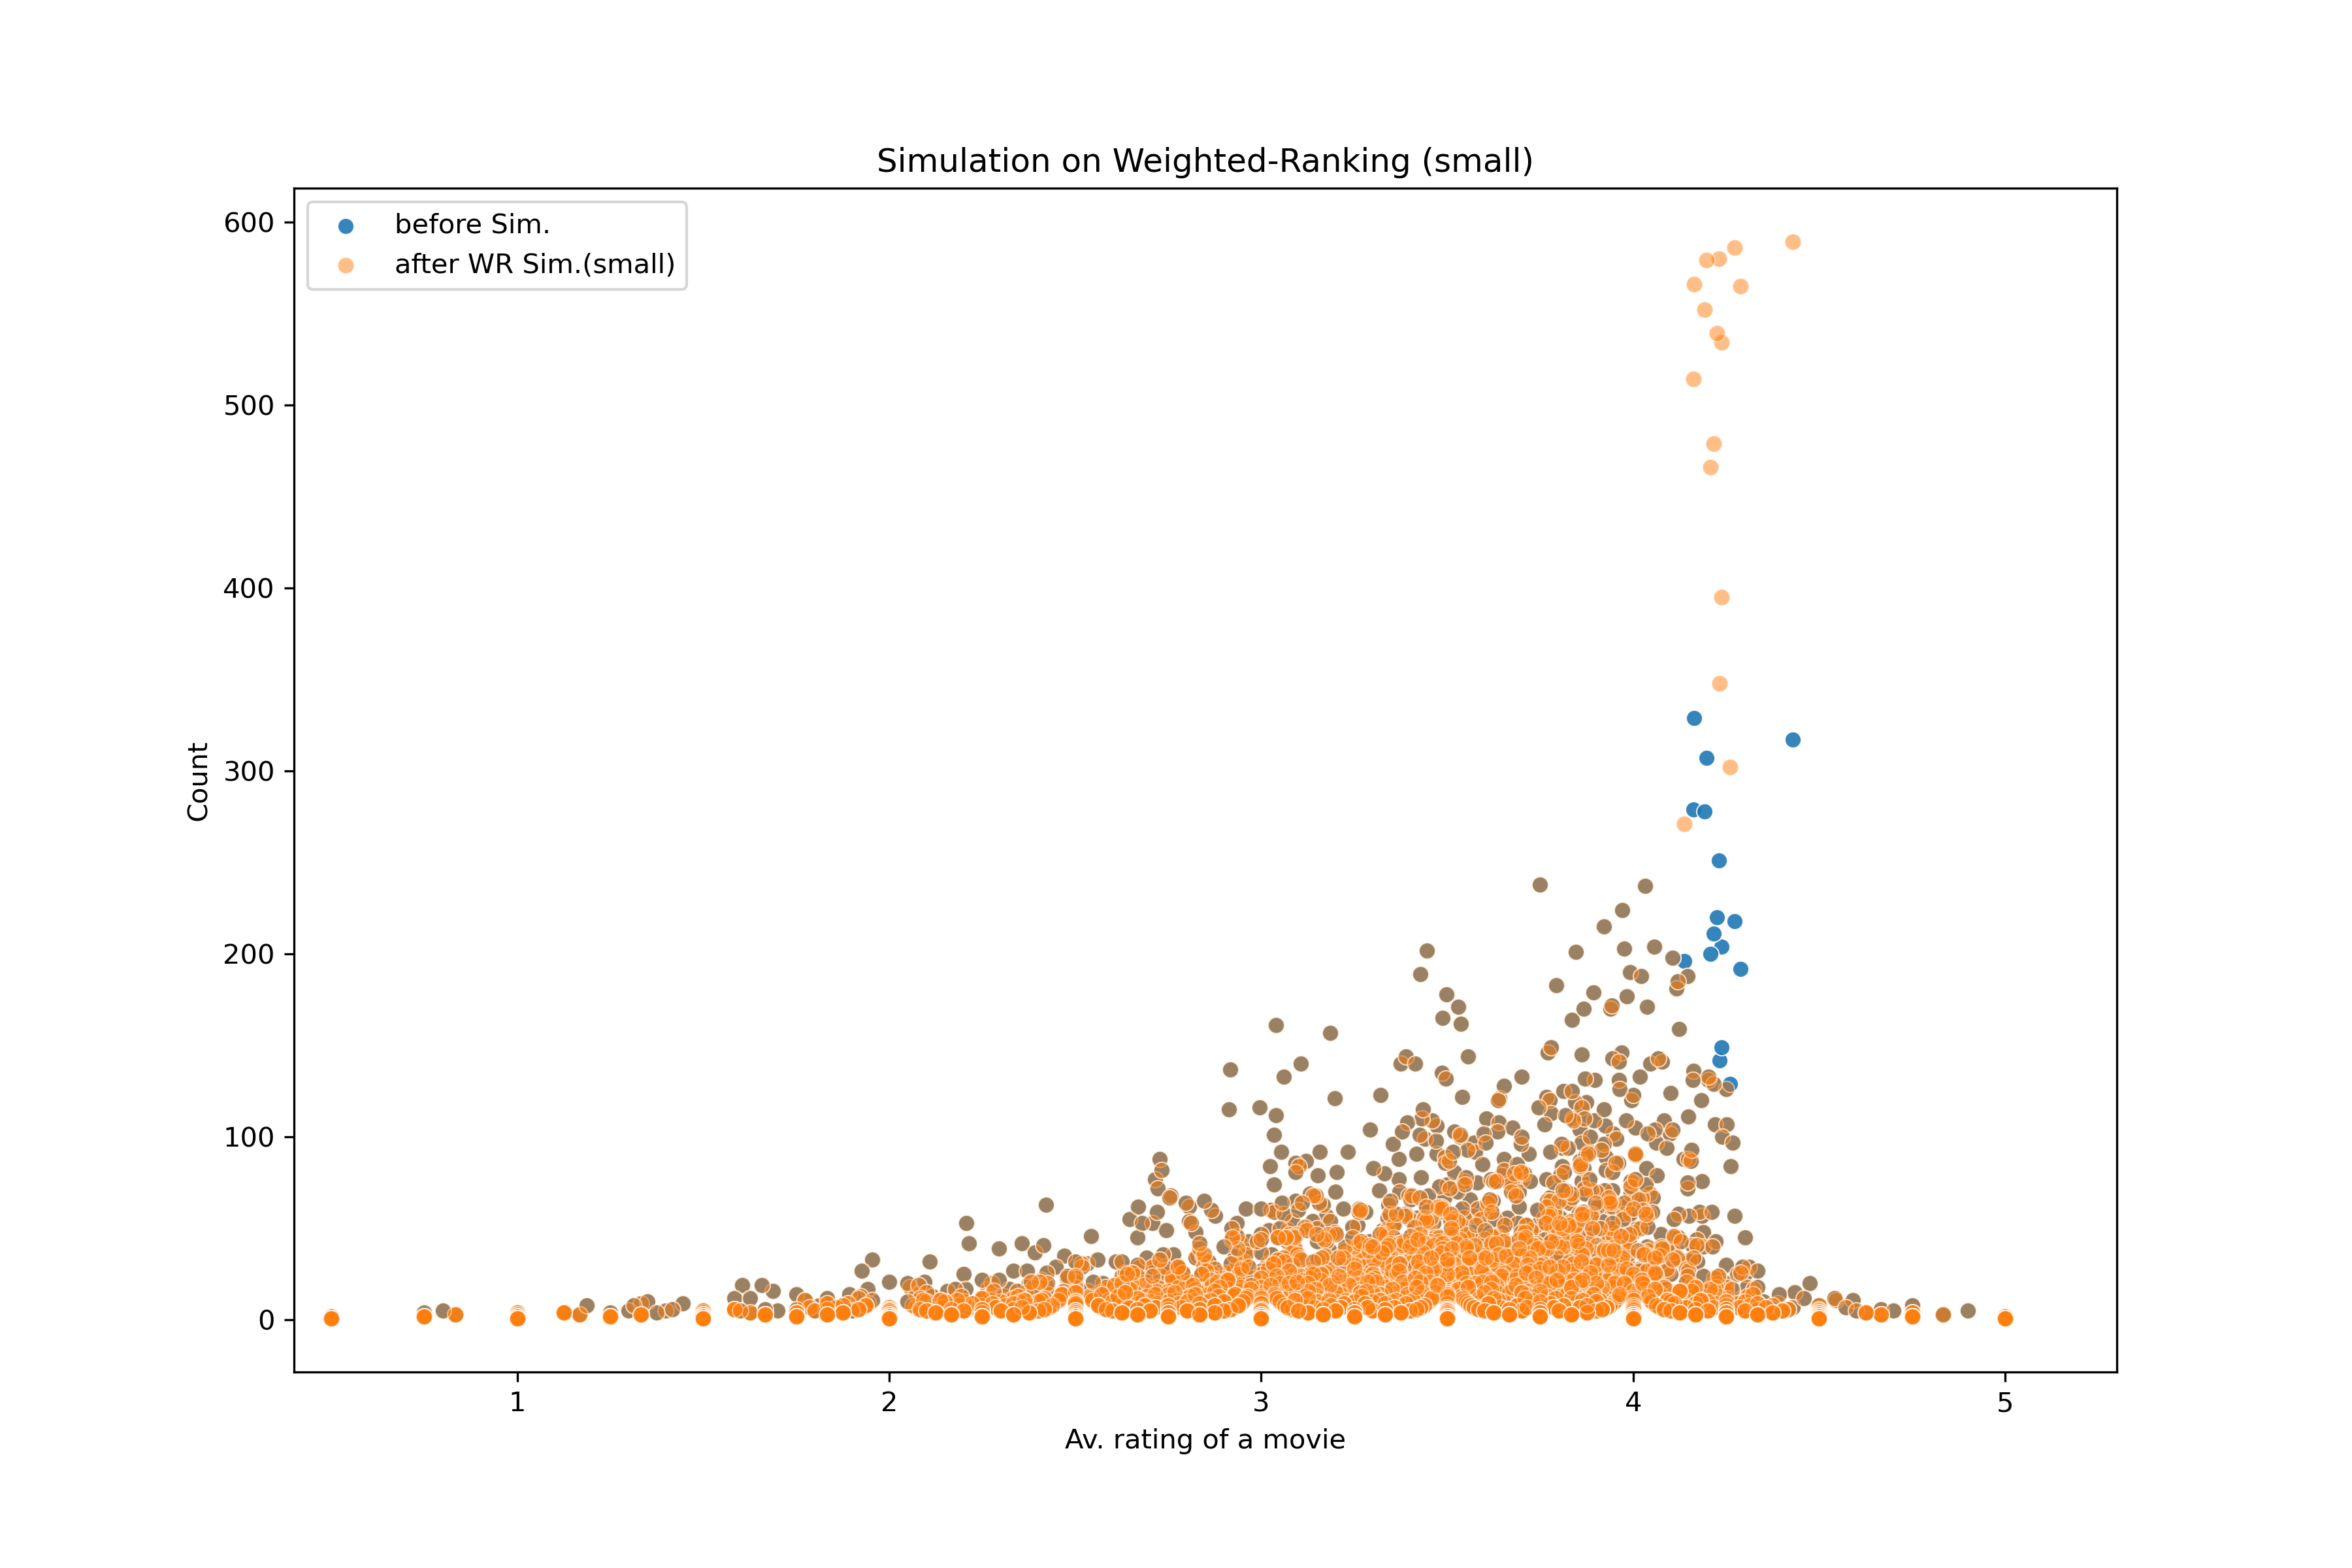 Simulation on Weighted-Ranking (small)
before Sim.
after WR Sim.(small)
600
500
400
300
200
100
0
Count
1 2 3 4 5
Av. rating of a movie